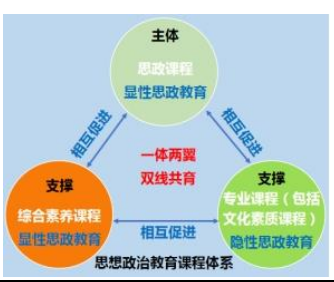 主体
思政课程
显性思政教育
相互促进
相互促进
一体两翼
双线共育
支撑
综合素养课程
显性思政教育
支撑
专业课程（包括
文化素质课程）
隐性思政教育
相互促进
思想政治教育课程体系